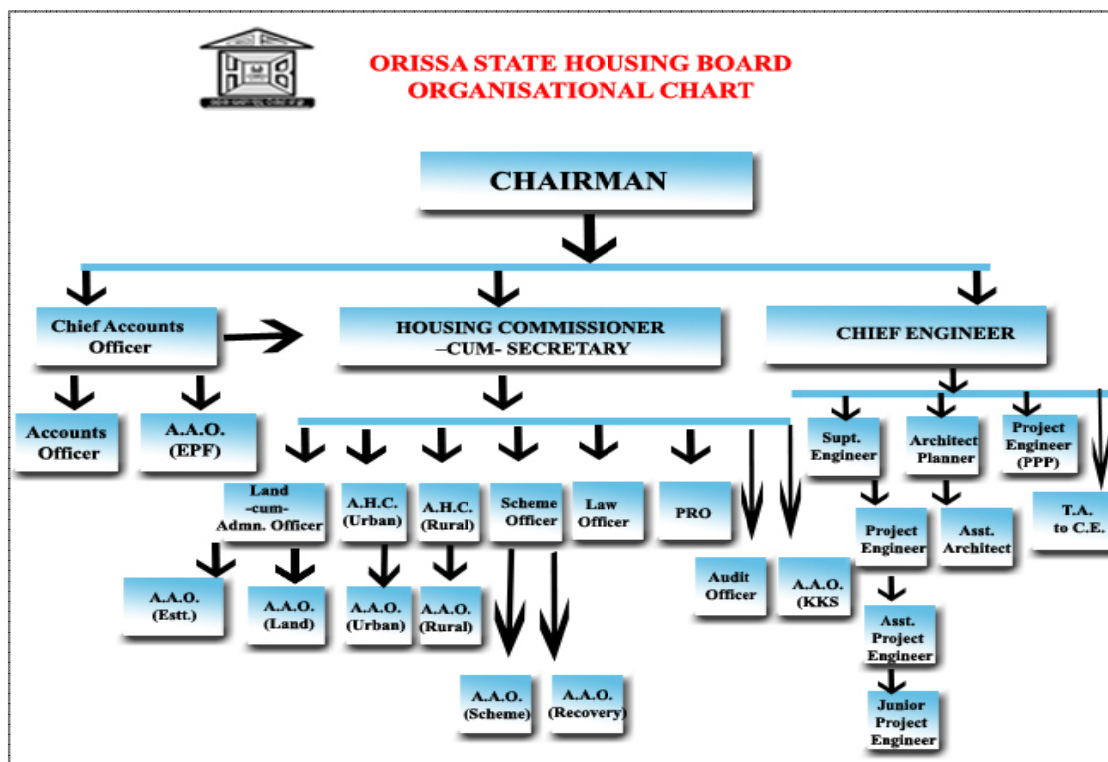 ORISSA STATE HOUSING BOARD
ORGANISATIONAL CHART
CHAIRMAN
Chief Accounts
Officer
HOUSING COMMISSIONER
–CUM- SECRETARY
CHIEF ENGINEER
Accounts
Officer
A.A.O.
(EPF)
Supt.
Engineer
Architect
Planner
Project
Engineer
(PPP)
Land
-cum-
Admn. Officer
A.H.C.
(Urban)
A.H.C.
(Rural)
Scheme
Officer
Law
Officer
PRO
Project
Engineer
Asst.
Architect
T.A.
to C.E.
A.A.O.
(Estt.)
A.A.O.
(Land)
A.A.O.
(Urban)
A.A.O.
(Rural)
Audit
Officer
A.A.O.
(KKS
Asst.
Project
Engineer
A.A.O.
(Scheme)
A.A.O.
(Recovery)
Junior
Project
Engineer